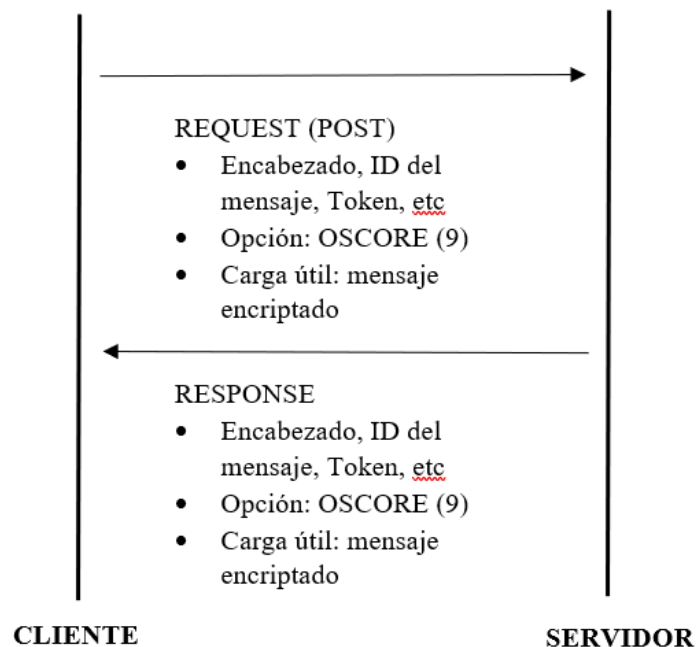 REQUEST (POST)
• Encabezado, ID del
mensaje, Token, etc
• Opción: OSCORE (9)
• Carga útil: mensaje
encriptado
RESPONSE
• Encabezado, ID del
mensaje, Token, etc
• Opción: OSCORE (9)
• Carga útil: mensaje
encriptado
CLIENTE
SERVIDOR